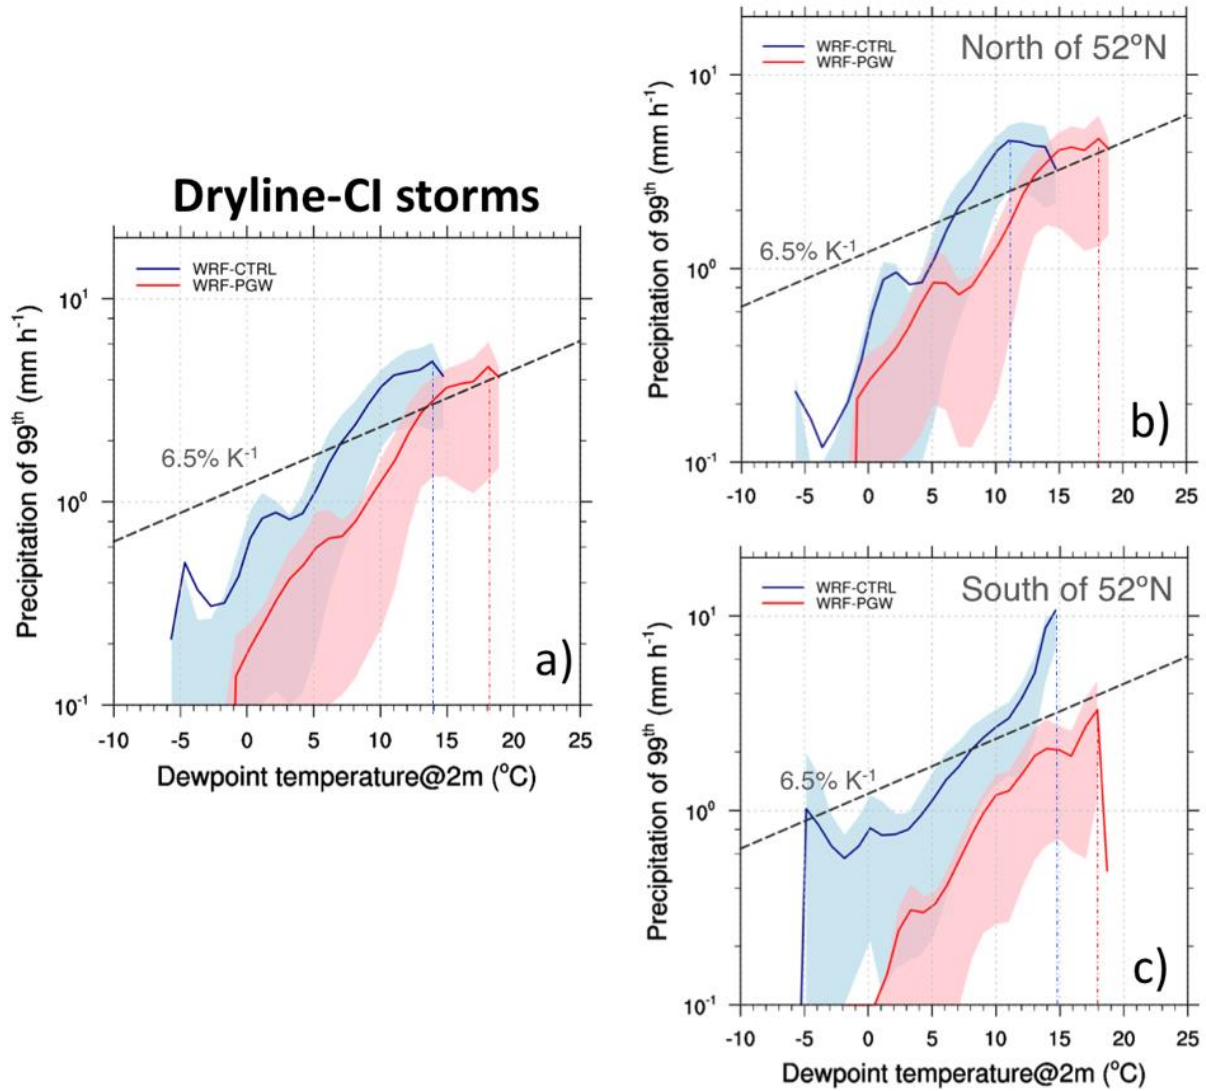 Dryline-CI storms
WRF-CTRL
WRF-PGW
6.5% K⁻¹
a)
10¹
10⁰
10⁻¹
Precipitation of 99ᵗʰ (mm h⁻¹)
-10 -5 0 5 10 15 20 25
Dewpoint temperature@2m (°C)
WRF-CTRL
WRF-PGW
North of 52°N
6.5% K⁻¹
b)
10¹
10⁰
10⁻¹
Precipitation of 99ᵗʰ (mm h⁻¹)
-10 -5 0 5 10 15 20 25
WRF-CTRL
WRF-PGW
South of 52°N
6.5% K⁻¹
c)
10¹
10⁰
10⁻¹
Precipitation of 99ᵗʰ (mm h⁻¹)
-10 -5 0 5 10 15 20 25
Dewpoint temperature@2m (°C)